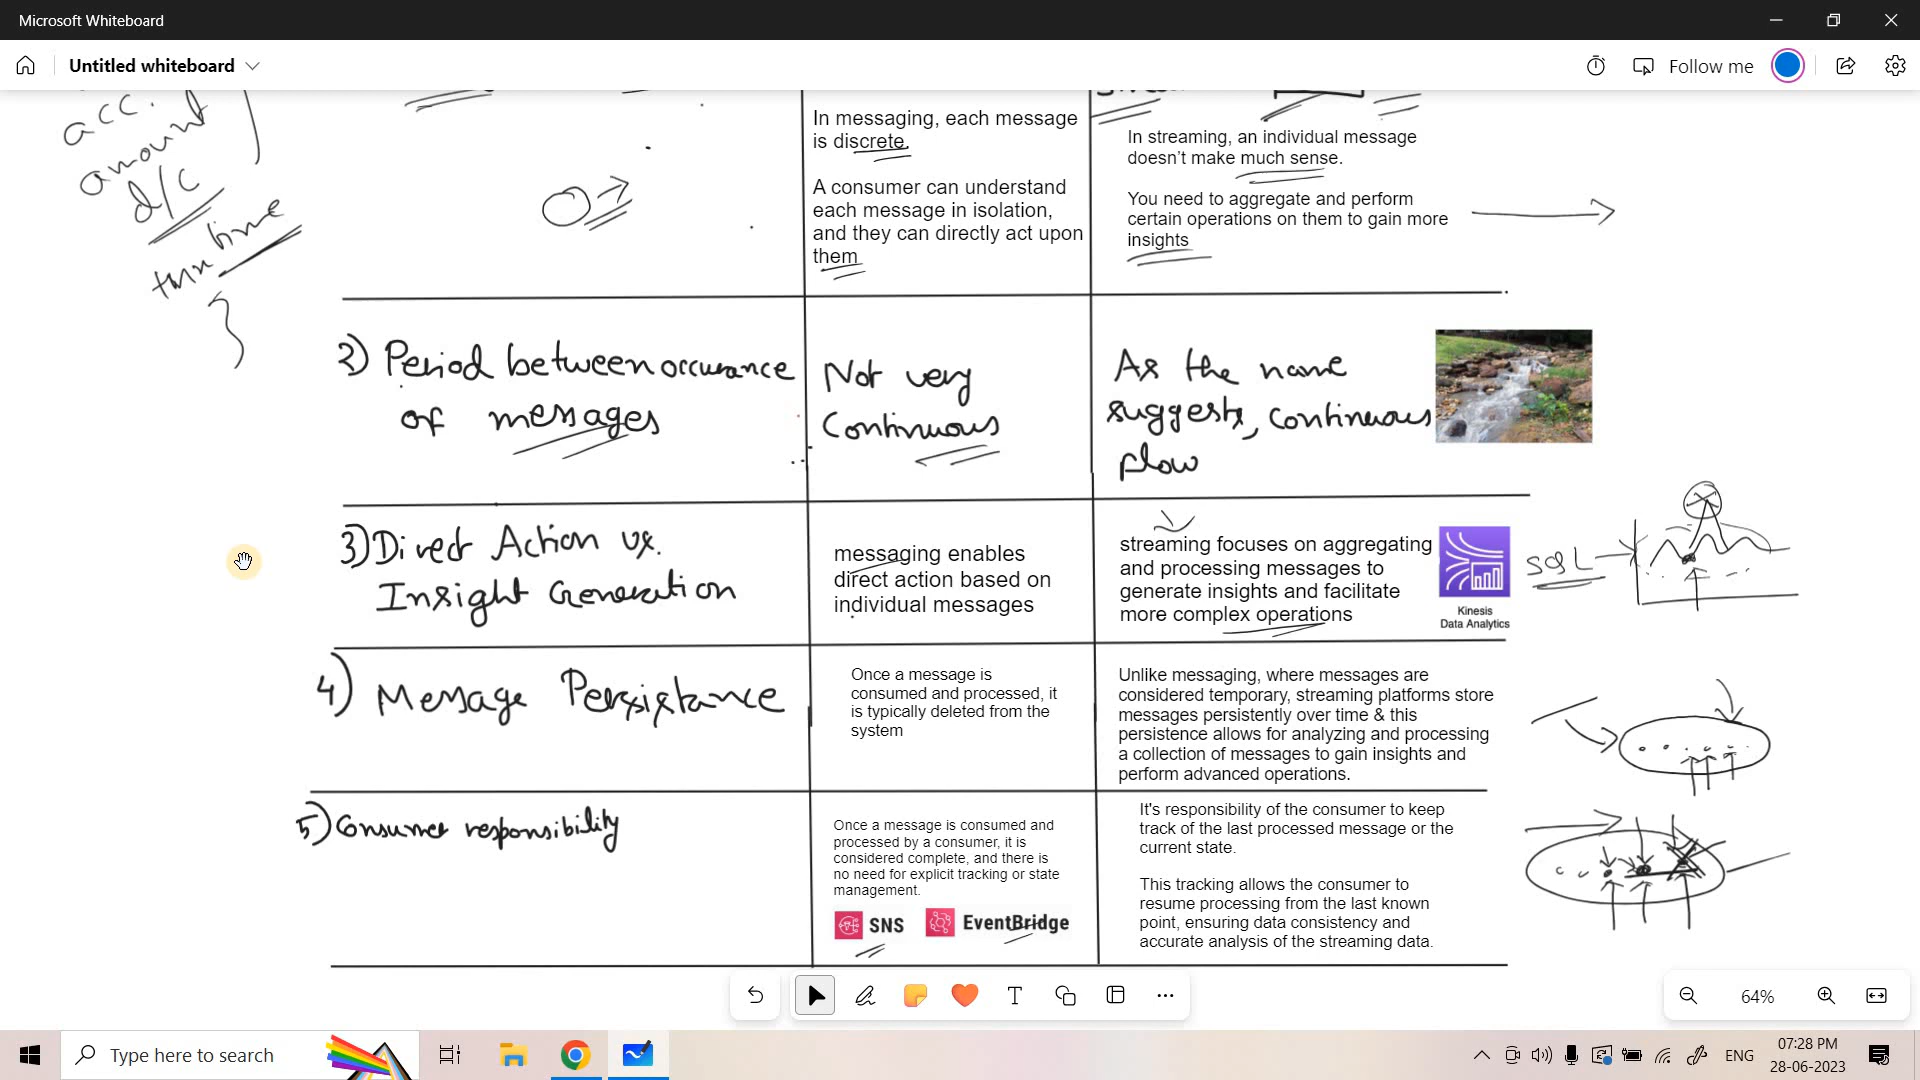 Microsoft Whiteboard
Untitled whiteboard
Follow me
acc.
amount
d/c
time
In messaging, each message
is discrete.
A consumer can understand
each message in isolation,
and they can directly act upon
them
In streaming, an individual message
doesn't make much sense.
You need to aggregate and perform
certain operations on them to gain more
insights
2) Period between occurance
of messages
Not very
Continuous
As the name
suggests, continuous
flow
3) Direct Action vs.
Insight Generation
messaging enables
direct action based on
individual messages
streaming focuses on aggregating
and processing messages to
generate insights and facilitate
more complex operations
Kinesis
Data Analytics
SQL
4) Message Persistance
Once a message is
consumed and processed, it
is typically deleted from the
system
Unlike messaging, where messages are
considered temporary, streaming platforms store
messages persistently over time & this
persistence allows for analyzing and processing
a collection of messages to gain insights and
perform advanced operations.
5) Consumer responsibility
Once a message is consumed and
processed by a consumer, it is
considered complete, and there is
no need for explicit tracking or state
management.
SNS
EventBridge
It's responsibility of the consumer to keep
track of the last processed message or the
current state.
This tracking allows the consumer to
resume processing from the last known
point, ensuring data consistency and
accurate analysis of the streaming data.
64%
Type here to search
ENG
07:28 PM
28-06-2023